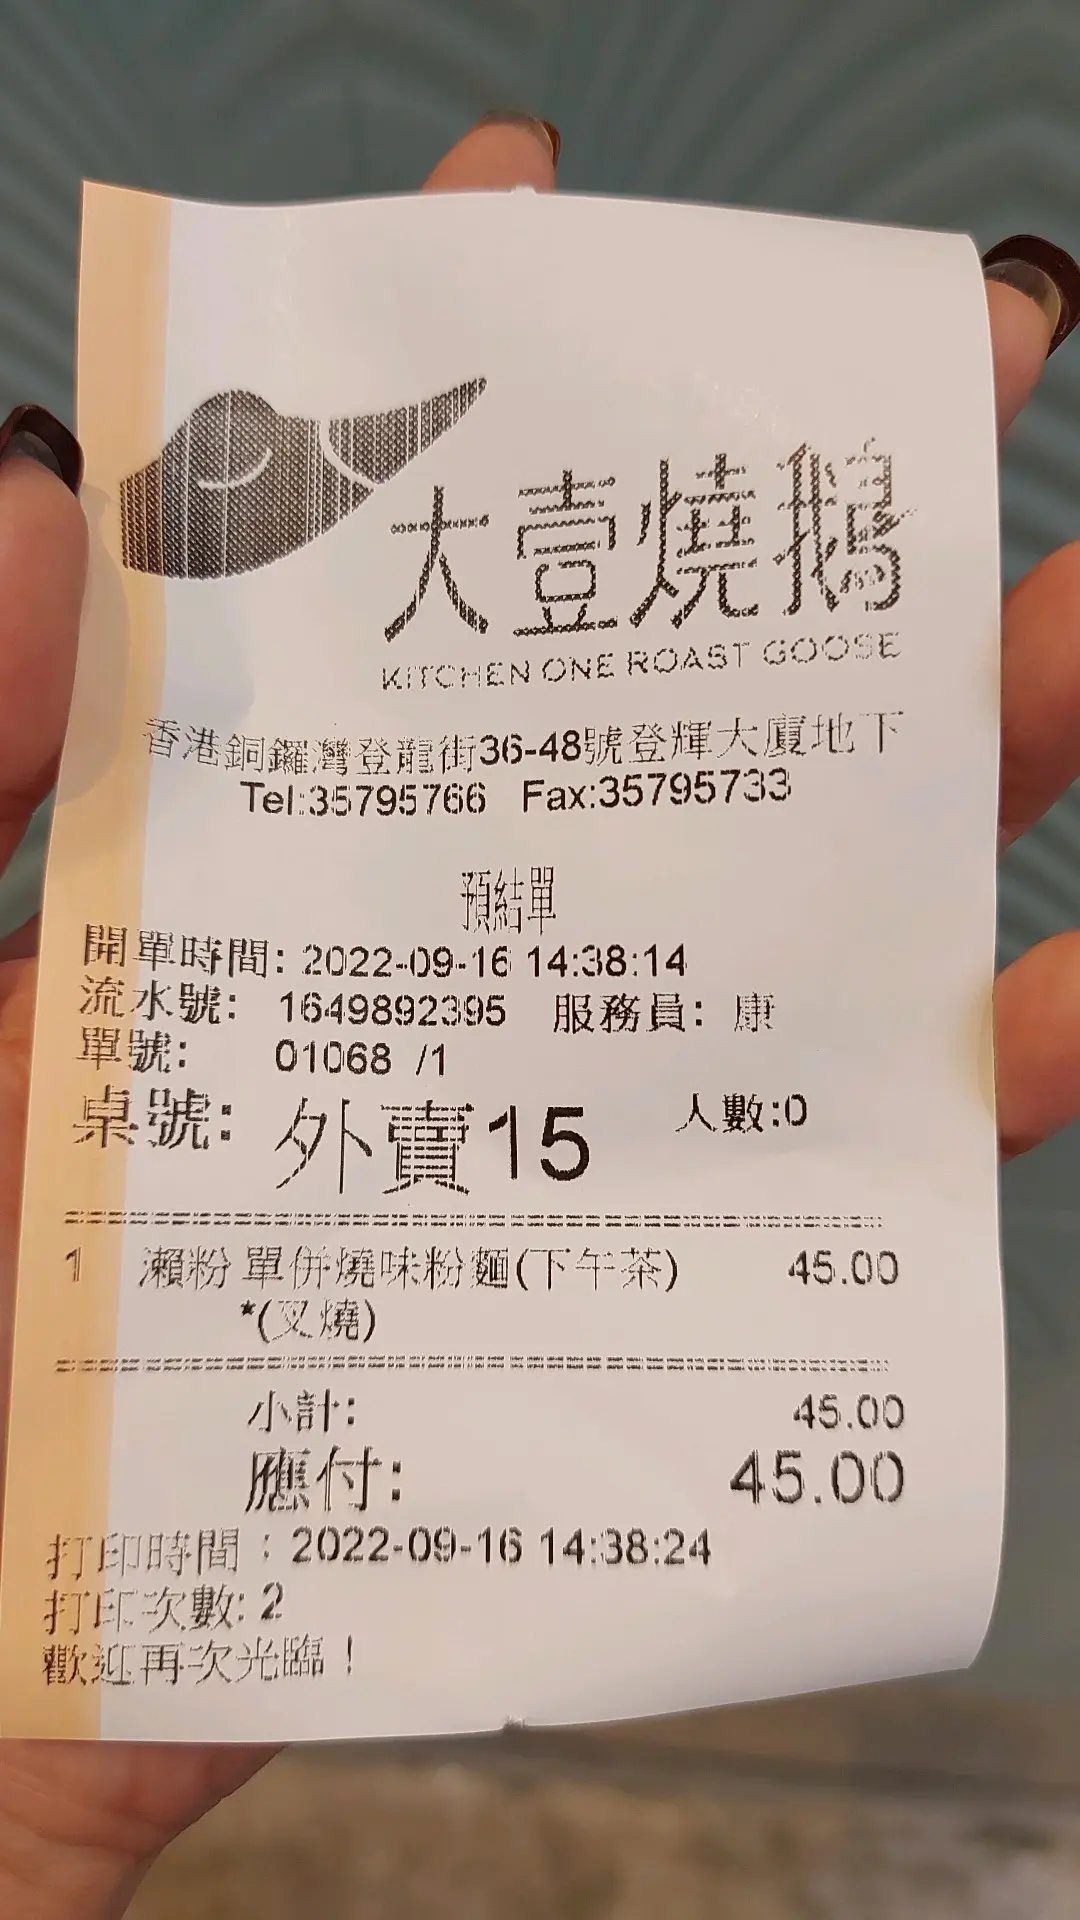 大壹燒鵝
KITCHEN ONE ROAST GOOSE
香港銅鑼灣登龍街36-48號登輝大廈地下
Tel:35795766 Fax:35795733
預結單
開單時間: 2022-09-16 14:38:14
流水號: 1649892395 服務員: 康
單號: 01068 /1
桌號: 外賣15 人數:0
1 瀨粉 單併燒味粉麵(下午茶) 45.00
*(叉燒)
小計: 45.00
應付: 45.00
打印時間 : 2022-09-16 14:38:24
打印次數: 2
歡迎再次光臨！